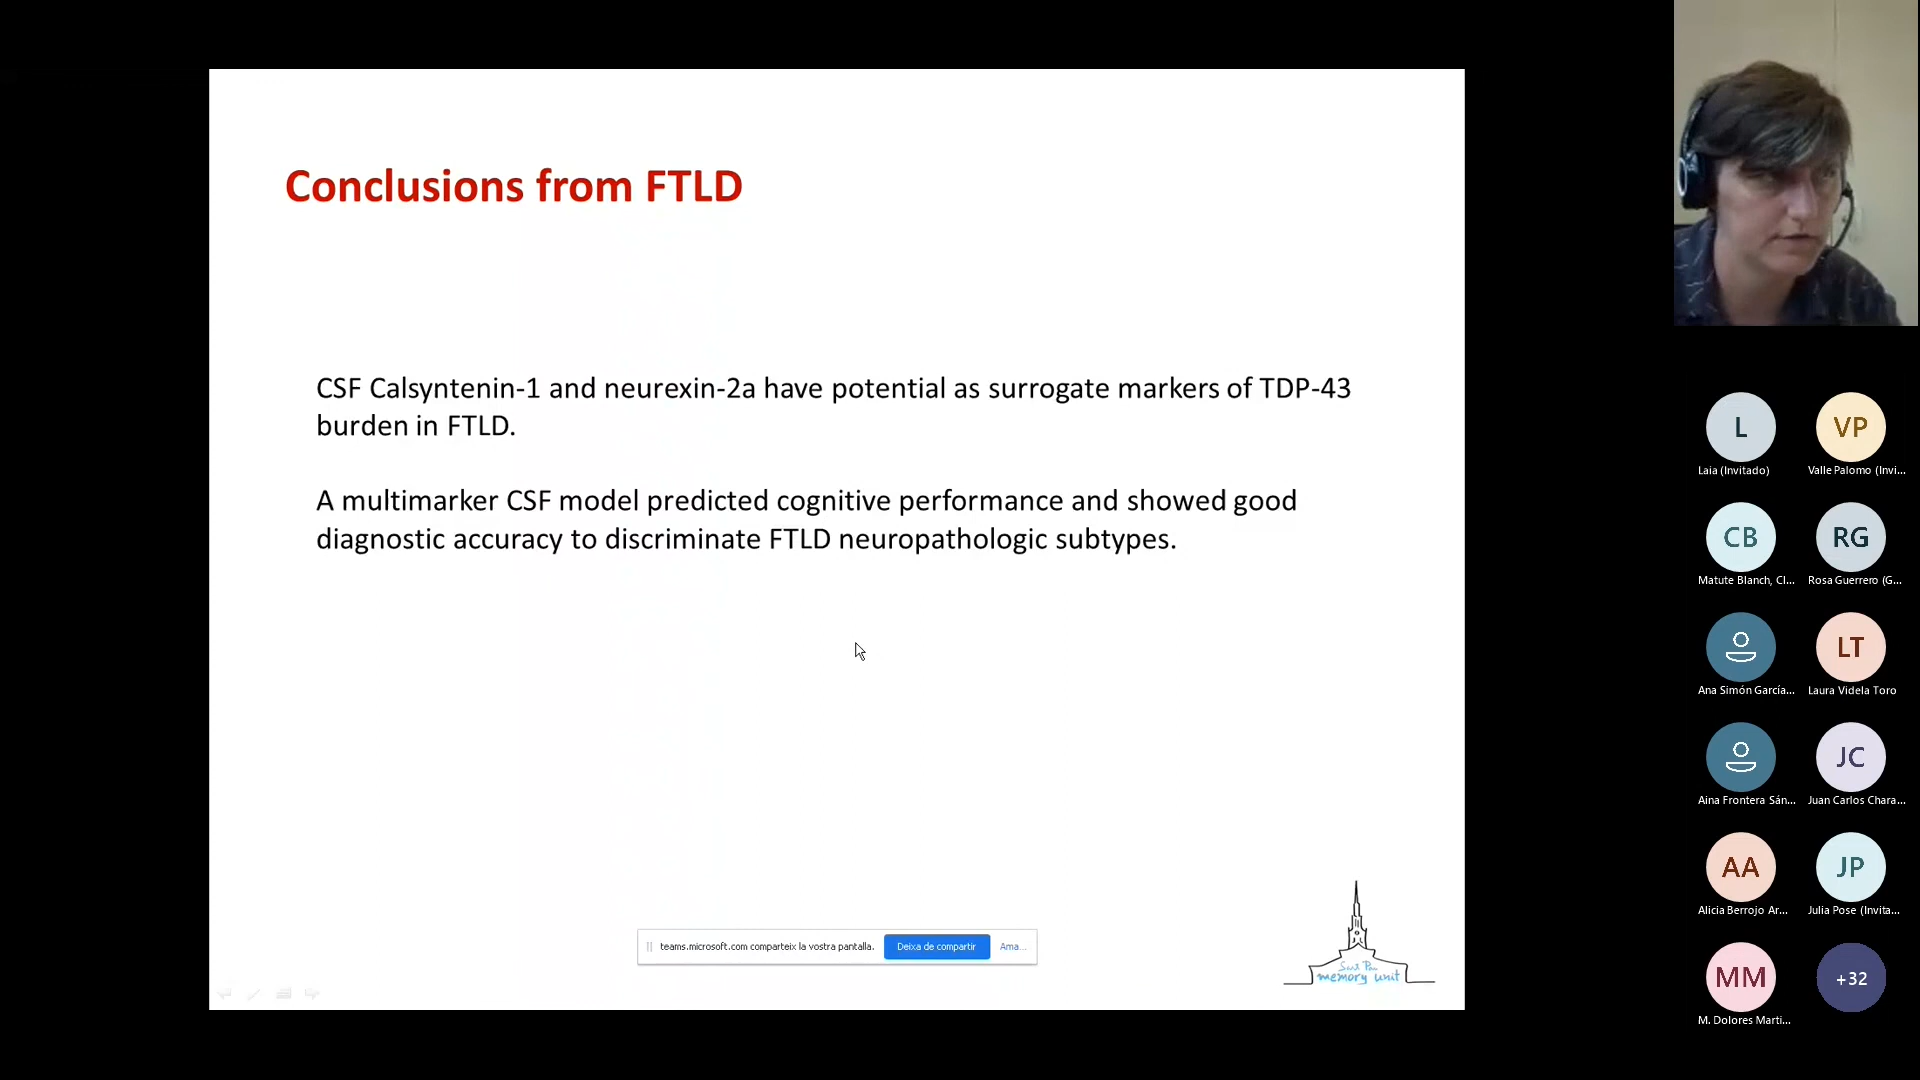 Conclusions from FTLD
CSF Calsyntenin-1 and neurexin-2a have potential as surrogate markers of TDP-43
burden in FTLD.
A multimarker CSF model predicted cognitive performance and showed good
diagnostic accuracy to discriminate FTLD neuropathologic subtypes.
teams.microsoft.com comparteix la vostra pantalla. Deixa de compartir Ama...
Sant Pau
memory unit
L VP
Laia (Invitado) Valle Palomo (Invi...
CB RG
Matute Blanch, Cl... Rosa Guerrero (G...
LT
Ana Simón García... Laura Videla Toro
JC
Aina Frontera Sán... Juan Carlos Chara...
AA JP
Alicia Berrojo Ar... Julia Pose (Invita...
MM +32
M. Dolores Marti...